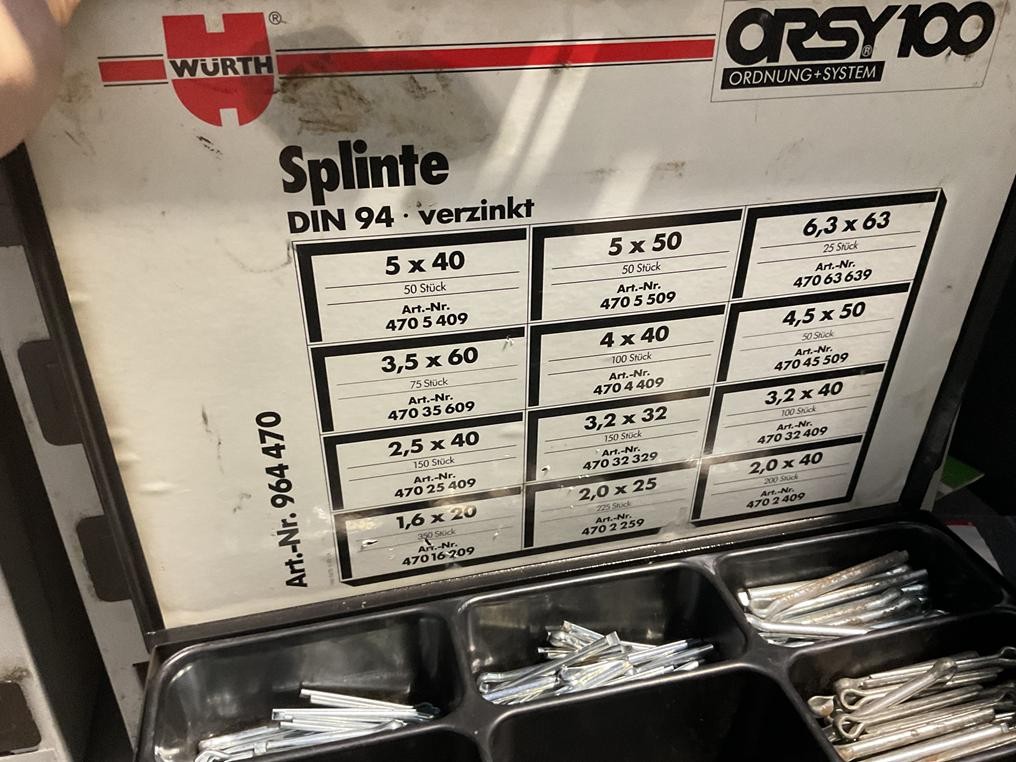 WÜRTH®
ORSY®100
ORDNUNG+SYSTEM
Splinte
DIN 94 · verzinkt
5 x 40
50 Stück
Art.-Nr.
470 5 409
5 x 50
50 Stück
Art.-Nr.
470 5 509
6,3 x 63
25 Stück
Art.-Nr.
470 63 639
3,5 x 60
75 Stück
Art.-Nr.
470 35 609
4 x 40
100 Stück
Art.-Nr.
470 4 409
4,5 x 50
50 Stück
Art.-Nr.
470 45 509
2,5 x 40
150 Stück
Art.-Nr.
470 25 409
3,2 x 32
150 Stück
Art.-Nr.
470 32 329
3,2 x 40
100 Stück
Art.-Nr.
470 32 409
1,6 x 20
350 Stück
Art.-Nr.
470 16 209
2,0 x 25
225 Stück
Art.-Nr.
470 2 259
2,0 x 40
200 Stück
Art.-Nr.
470 2 409
Art.-Nr. 964 470